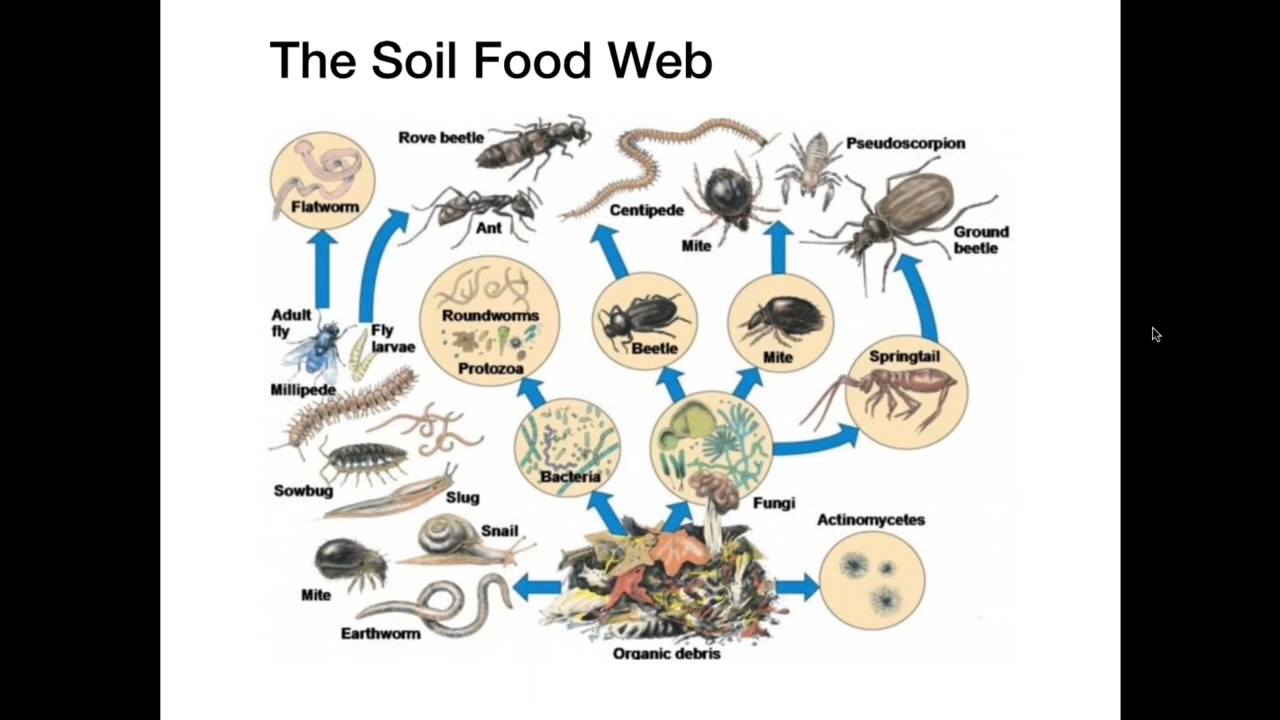 The Soil Food Web
Rove beetle
Pseudoscorpion
Flatworm
Centipede
Ant
Mite
Ground
beetle
Adult
fly
Fly
larvae
Roundworms
Protozoa
Beetle
Mite
Springtail
Millipede
Bacteria
Sowbug
Slug
Fungi
Snail
Actinomycetes
Mite
Earthworm
Organic debris